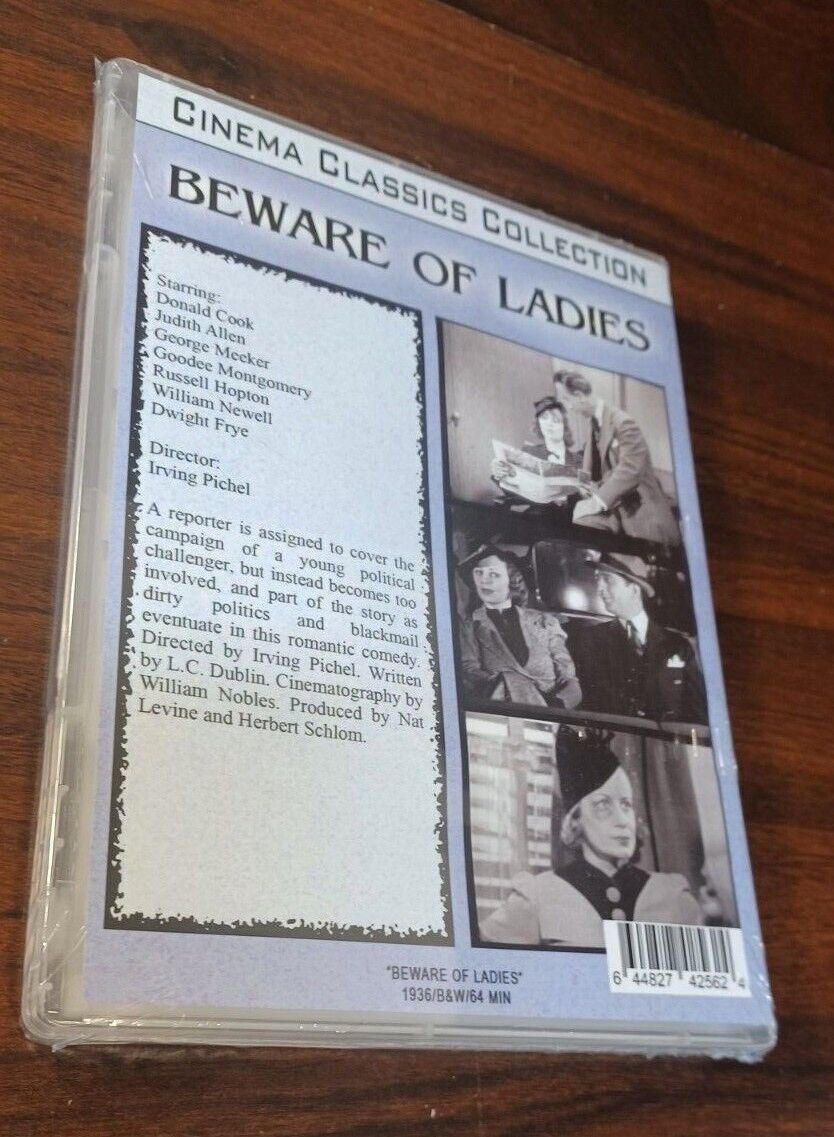 CINEMA CLASSICS COLLECTION
BEWARE OF LADIES
Starring:
Donald Cook
Judith Allen
George Meeker
Goodee Montgomery
Russell Hopton
William Newell
Dwight Frye
Director:
Irving Pichel
A reporter is assigned to cover the
campaign of a young political
challenger, but instead becomes too
involved, and part of the story as
dirty politics and blackmail
eventuate in this romantic comedy.
Directed by Irving Pichel. Written
by L.C. Dublin. Cinematography by
William Nobles. Produced by Nat
Levine and Herbert Schlom.
"BEWARE OF LADIES"
1936/B&W/64 MIN
6 44827 42562 4